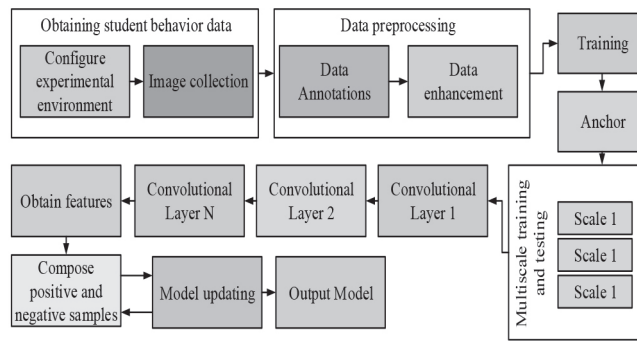 Obtaining student behavior data
Configure
experimental
environment
Image collection
Data preprocessing
Data
Annotations
Data
enhancement
Training
Anchor
Multiscale training
and testing
Scale 1
Scale 1
Scale 1
Convolutional
Layer 1
Convolutional
Layer 2
Convolutional
Layer N
Obtain features
Compose
positive and
negative samples
Model updating
Output Model